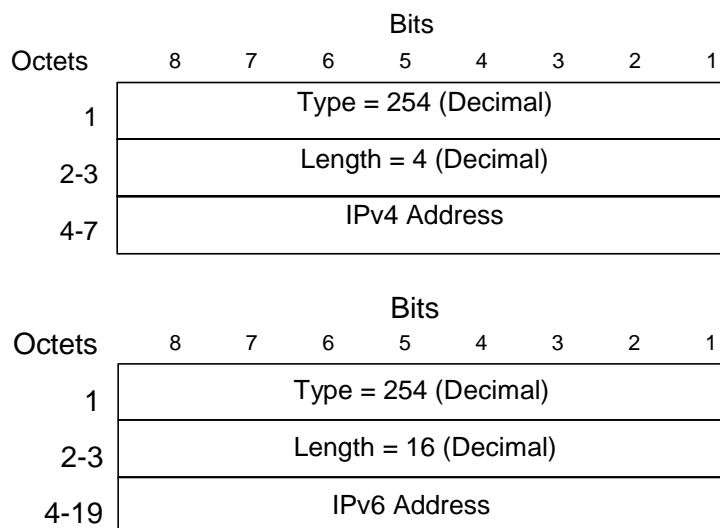 Bits
Octets 8 7 6 5 4 3 2 1
1 Type = 254 (Decimal)
2-3 Length = 4 (Decimal)
4-7 IPv4 Address
Bits
Octets 8 7 6 5 4 3 2 1
1 Type = 254 (Decimal)
2-3 Length = 16 (Decimal)
4-19 IPv6 Address